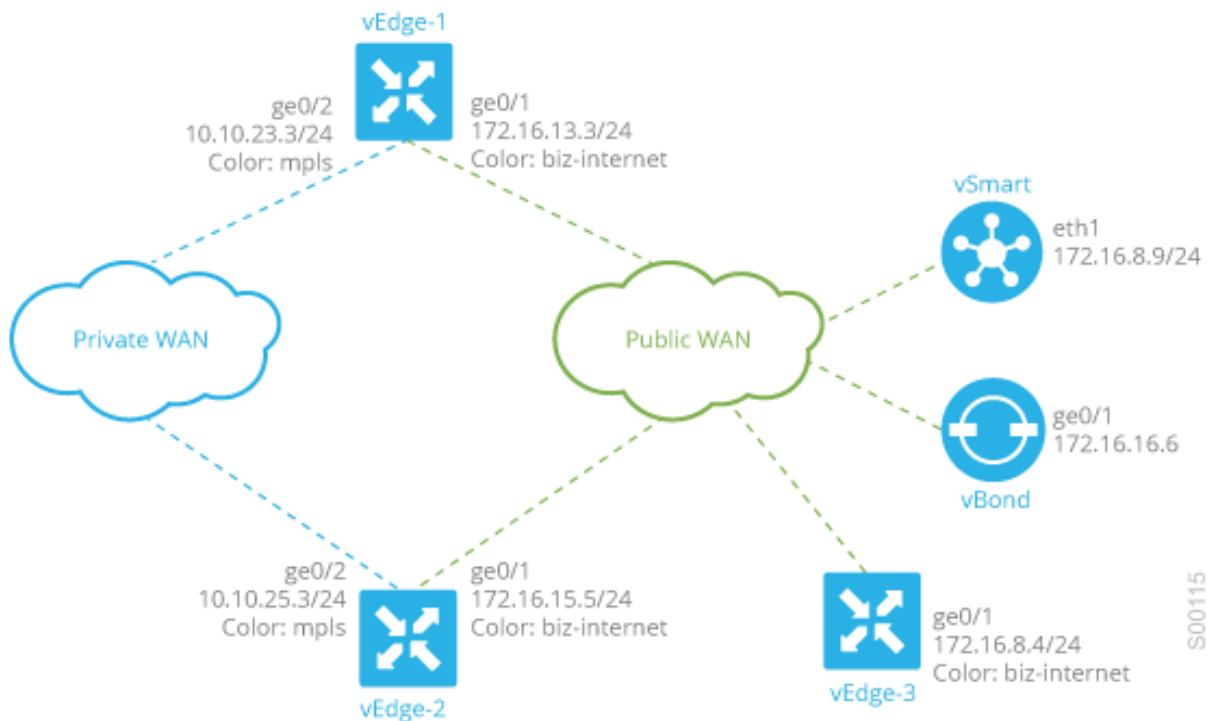 vEdge-1
ge0/2
10.10.23.3/24
Color: mpls
ge0/1
172.16.13.3/24
Color: biz-internet
vSmart
eth1
172.16.8.9/24
Private WAN
Public WAN
ge0/1
172.16.16.6
vBond
ge0/2
10.10.25.3/24
Color: mpls
ge0/1
172.16.15.5/24
Color: biz-internet
vEdge-2
ge0/1
172.16.8.4/24
Color: biz-internet
vEdge-3
S00115